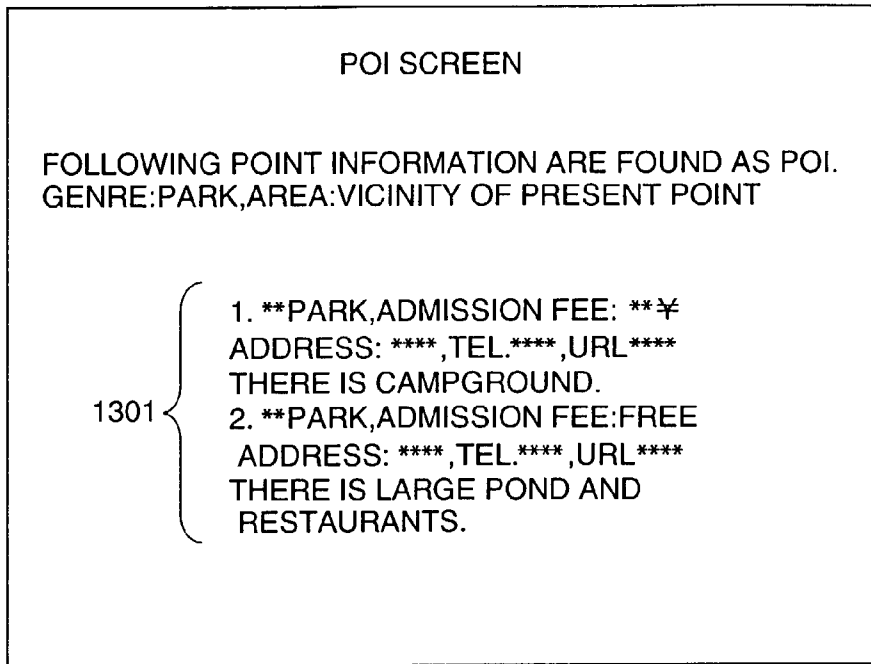 POI SCREEN
FOLLOWING POINT INFORMATION ARE FOUND AS POI.
GENRE:PARK,AREA:VICINITY OF PRESENT POINT
1301
1. **PARK,ADMISSION FEE: **¥
ADDRESS: ****,TEL.****,URL****
THERE IS CAMPGROUND.
2. **PARK,ADMISSION FEE:FREE
ADDRESS: ****,TEL.****,URL****
THERE IS LARGE POND AND
RESTAURANTS.